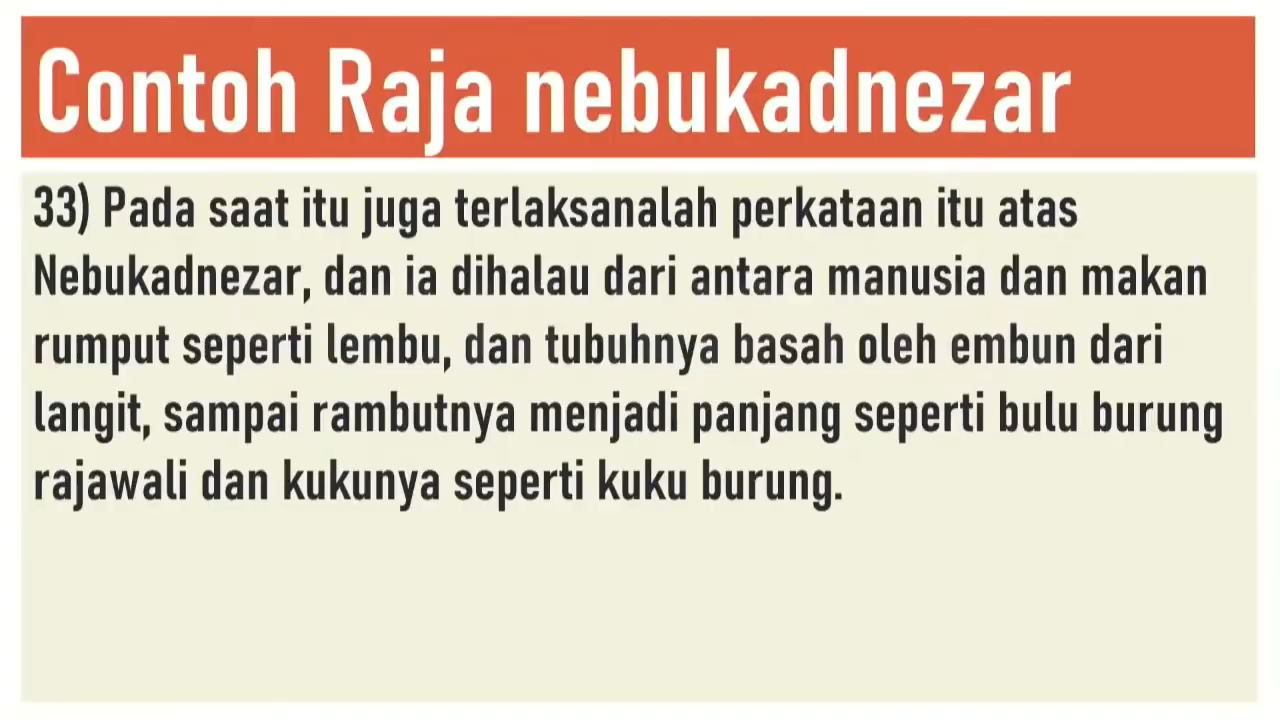 Contoh Raja nebukadnezar
33) Pada saat itu juga terlaksanalah perkataan itu atas
Nebukadnezar, dan ia dihalau dari antara manusia dan makan
rumput seperti lembu, dan tubuhnya basah oleh embun dari
langit, sampai rambutnya menjadi panjang seperti bulu burung
rajawali dan kukunya seperti kuku burung.